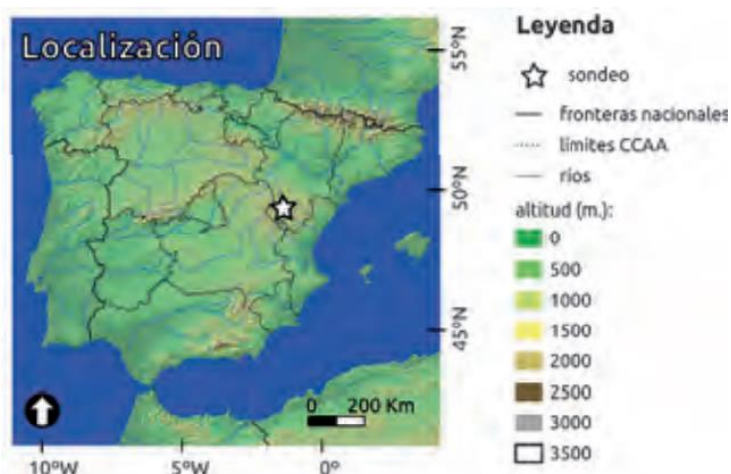 Localización
55°N
50°N
45°N
0 200 Km
10°W 5°W 0°
Leyenda
sondeo
fronteras nacionales
límites CCAA
ríos
altitud (m.):
0
500
1000
1500
2000
2500
3000
3500